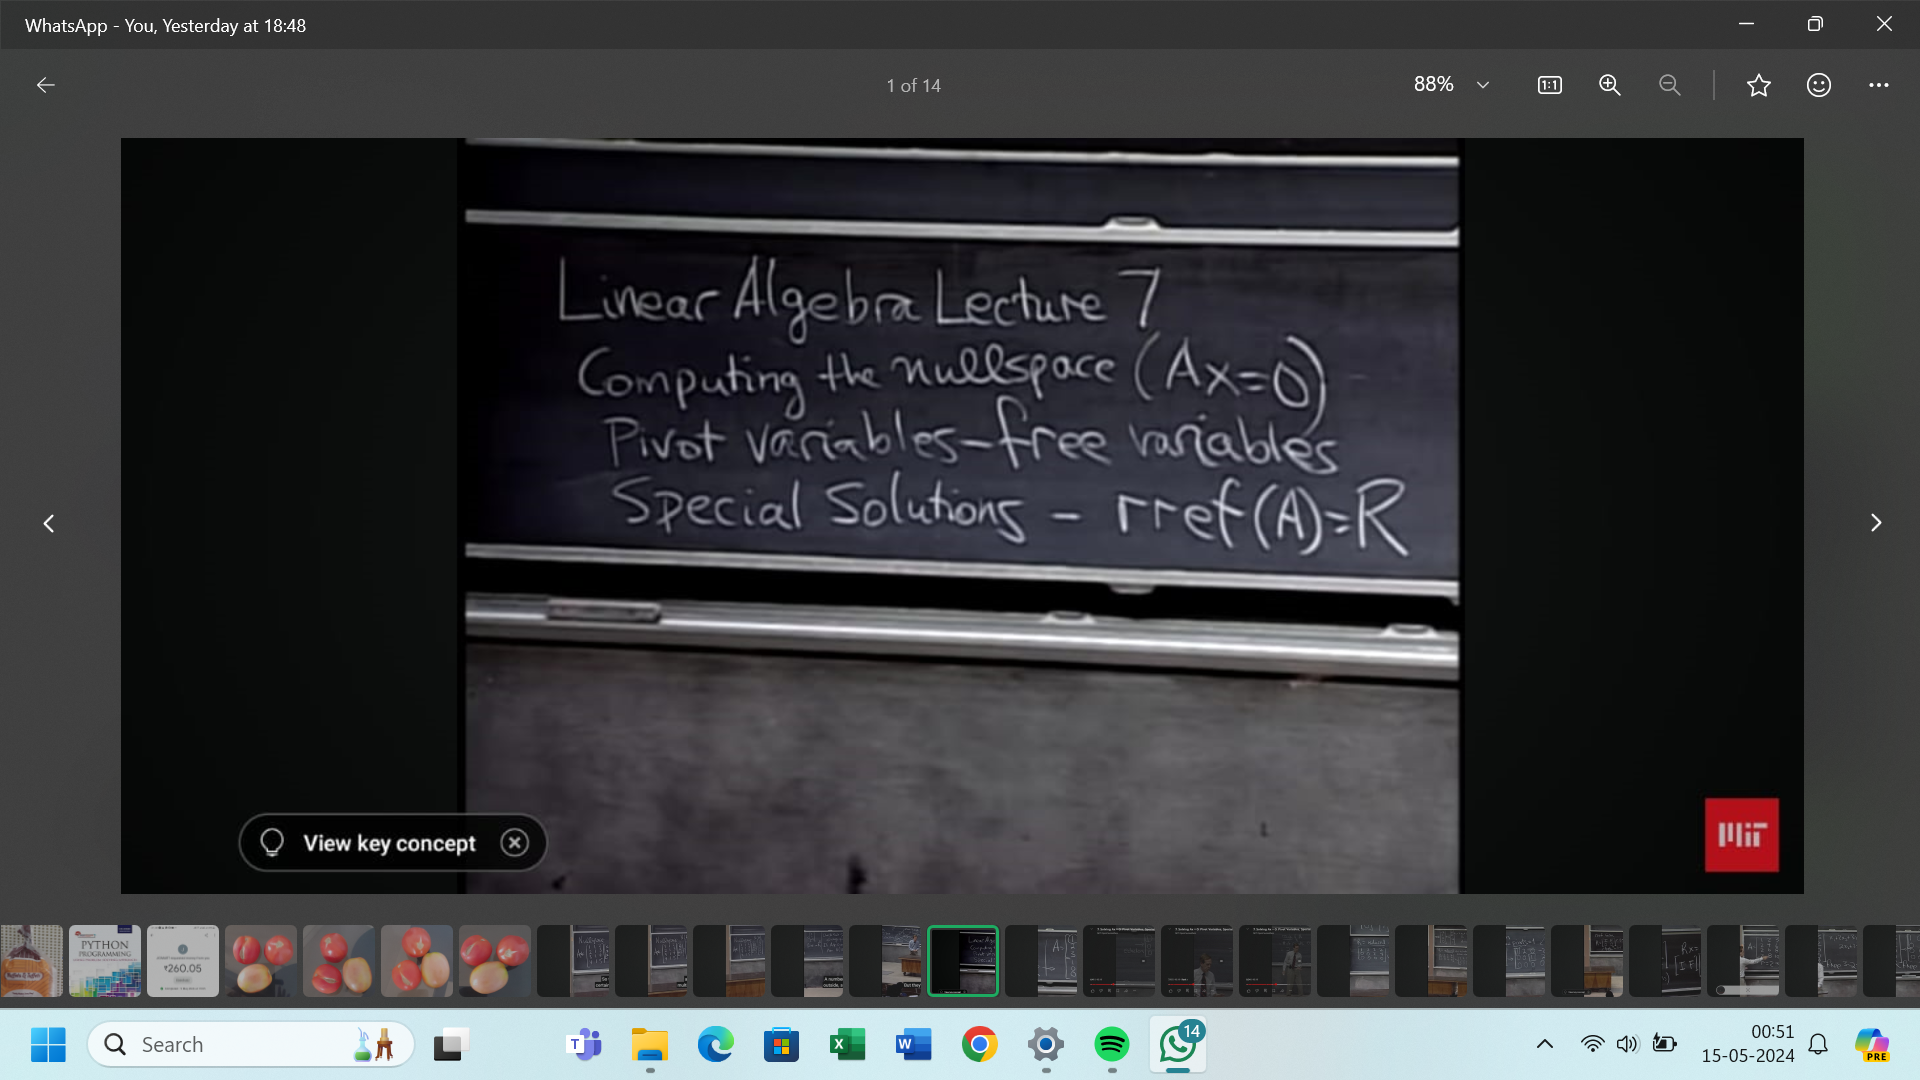 WhatsApp - You, Yesterday at 18:48
1 of 14
88%
1:1
Linear Algebra Lecture 7
Computing the nullspace (Ax=0)
Pivot variables-free variables
Special Solutions - rref(A)=R
View key concept
MIT
PYTHON
PROGRAMMING
₹260.05
Search
14
00:51
15-05-2024
PRE